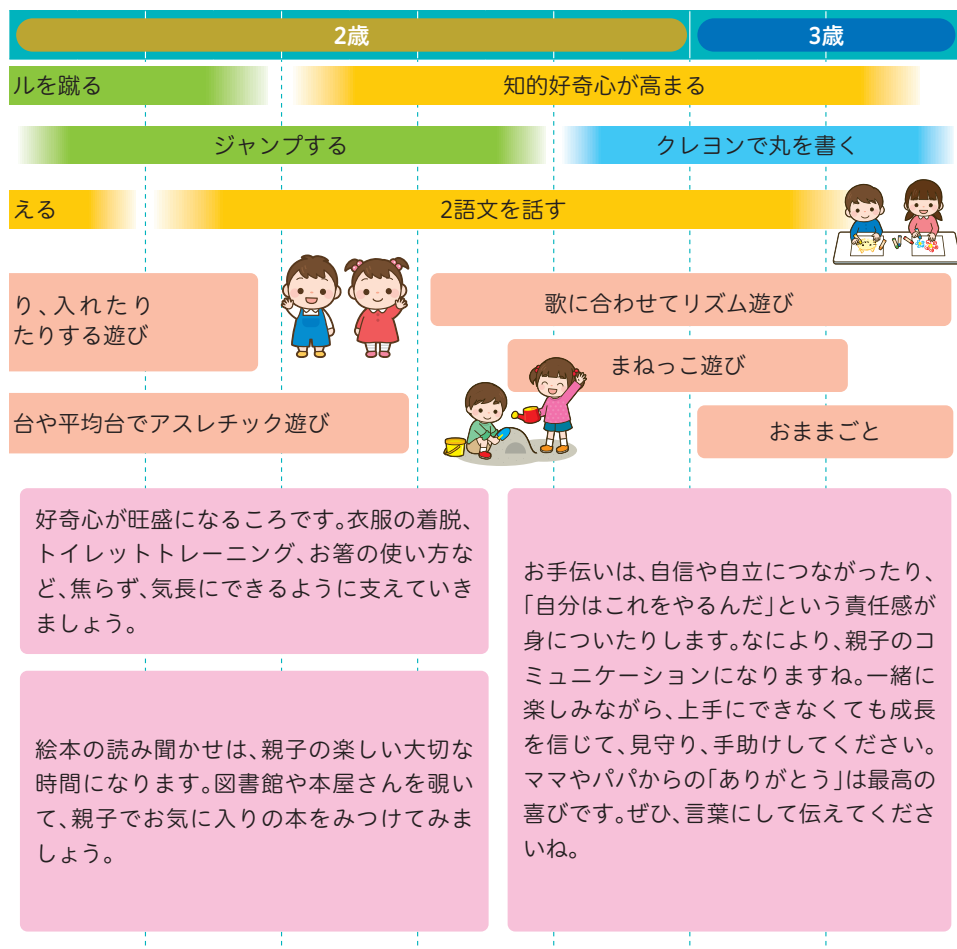 2歳
3歳
ルを蹴る
知的好奇心が高まる
ジャンプする
クレヨンで丸を書く
える
2語文を話す
り、入れたり
たりする遊び
歌に合わせてリズム遊び
まねっこ遊び
台や平均台でアスレチック遊び
おままごと
好奇心が旺盛になるころです。衣服の着脱、
トイレットトレーニング、お箸の使い方な
ど、焦らず、気長にできるように支えていき
ましょう。
絵本の読み聞かせは、親子の楽しい大切な
時間になります。図書館や本屋さんを覗い
て、親子でお気に入りの本をみつけてみま
しょう。
お手伝いは、自信や自立につながったり、
「自分はこれをやるんだ」という責任感が
身についたりします。なにより、親子のコ
ミュニケーションになりますね。一緒に
楽しみながら、上手にできなくても成長
を信じて、見守り、手助けしてください。
ママやパパからの「ありがとう」は最高の
喜びです。ぜひ、言葉にして伝えてくださ
いね。